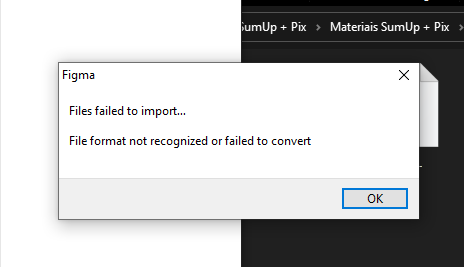 SumUp + Pix > Materiais SumUp + Pix >
Figma
Files failed to import...
File format not recognized or failed to convert
OK